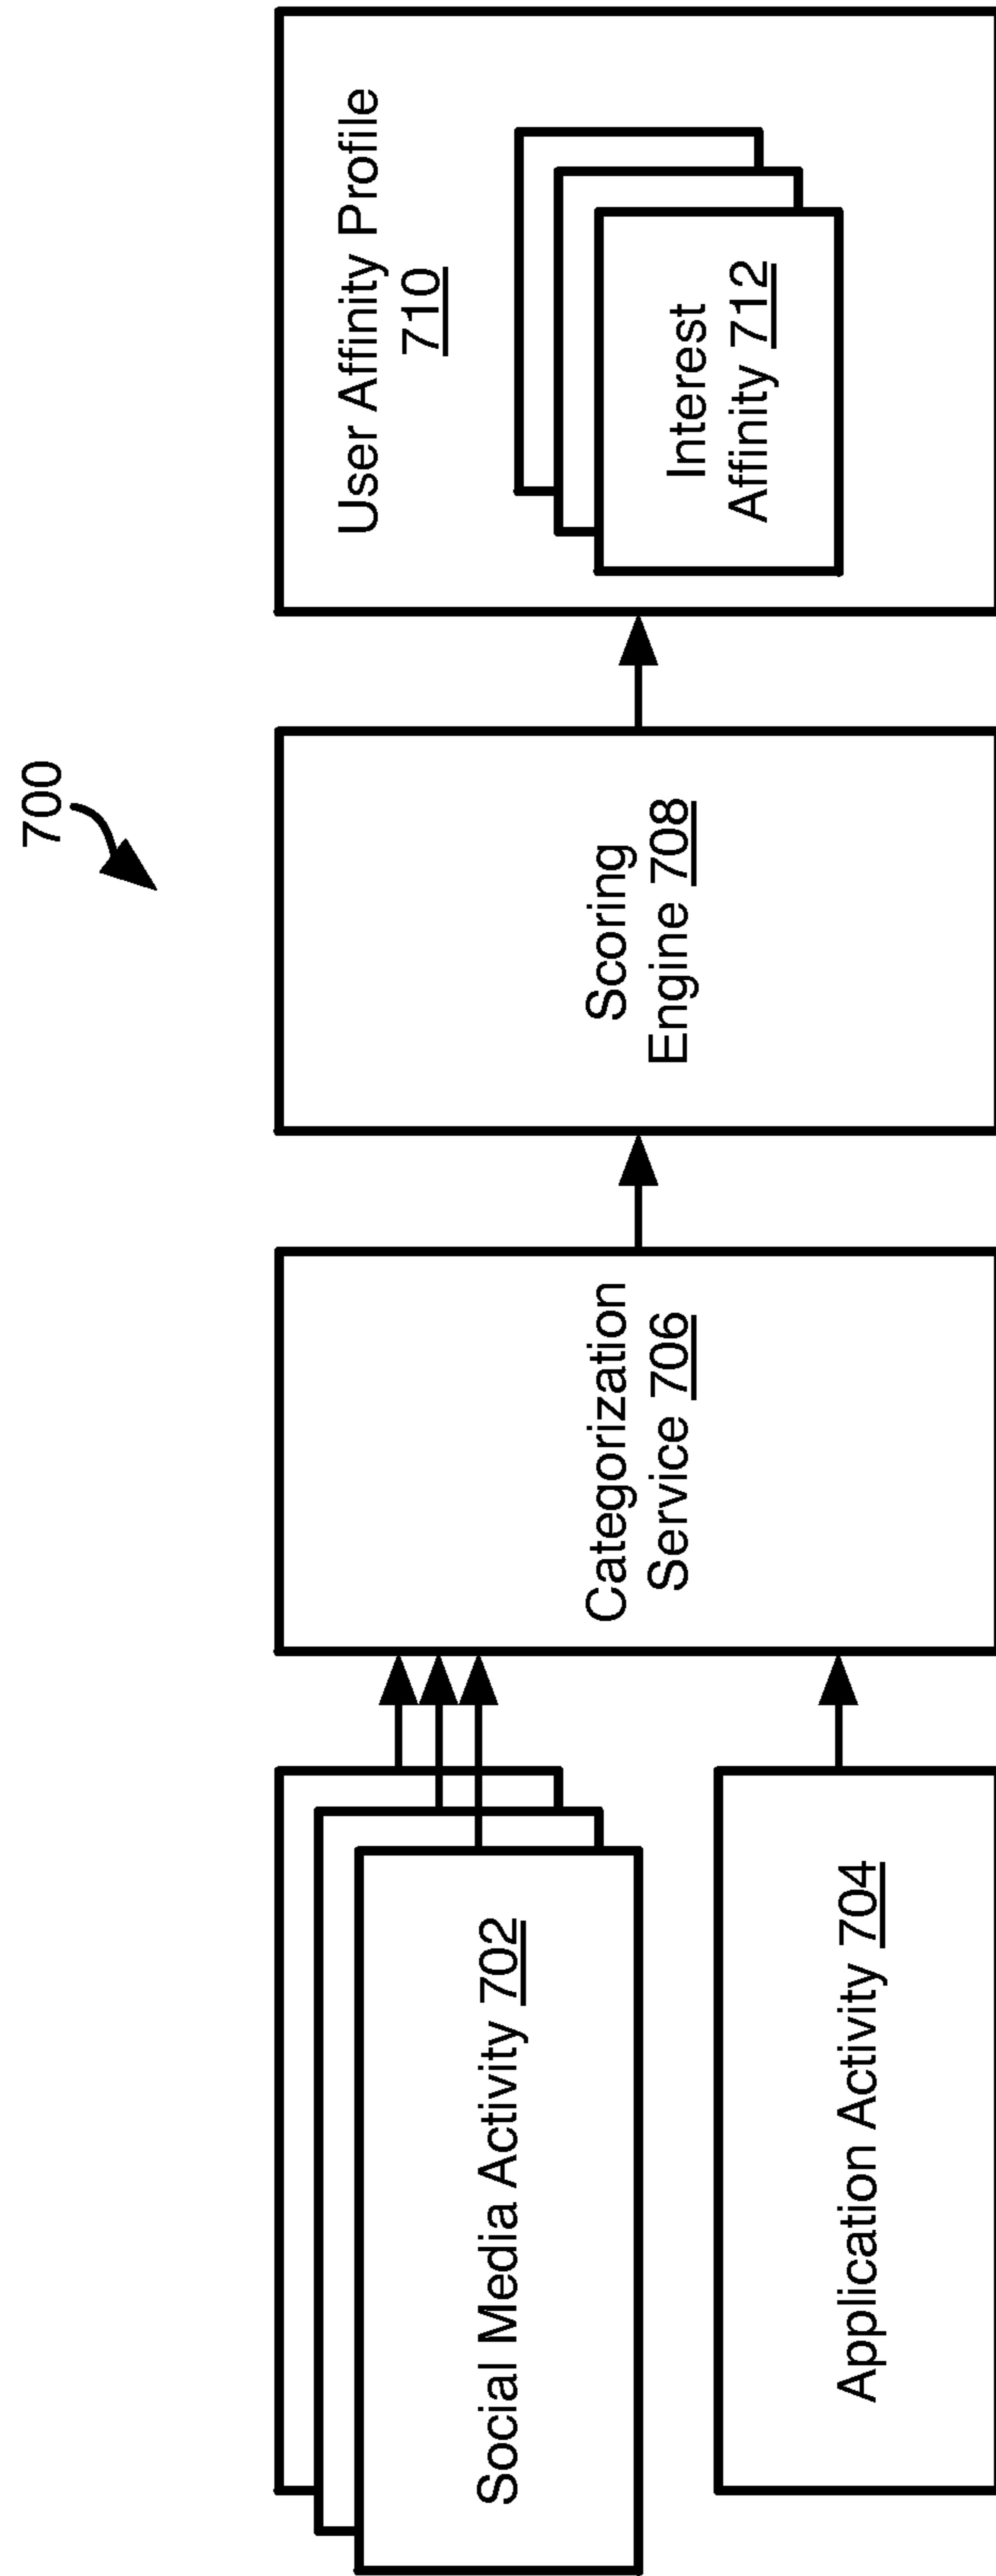 700
Social Media Activity 702
Application Activity 704
Categorization
Service 706
Scoring
Engine 708
User Affinity Profile
710
Interest
Affinity 712